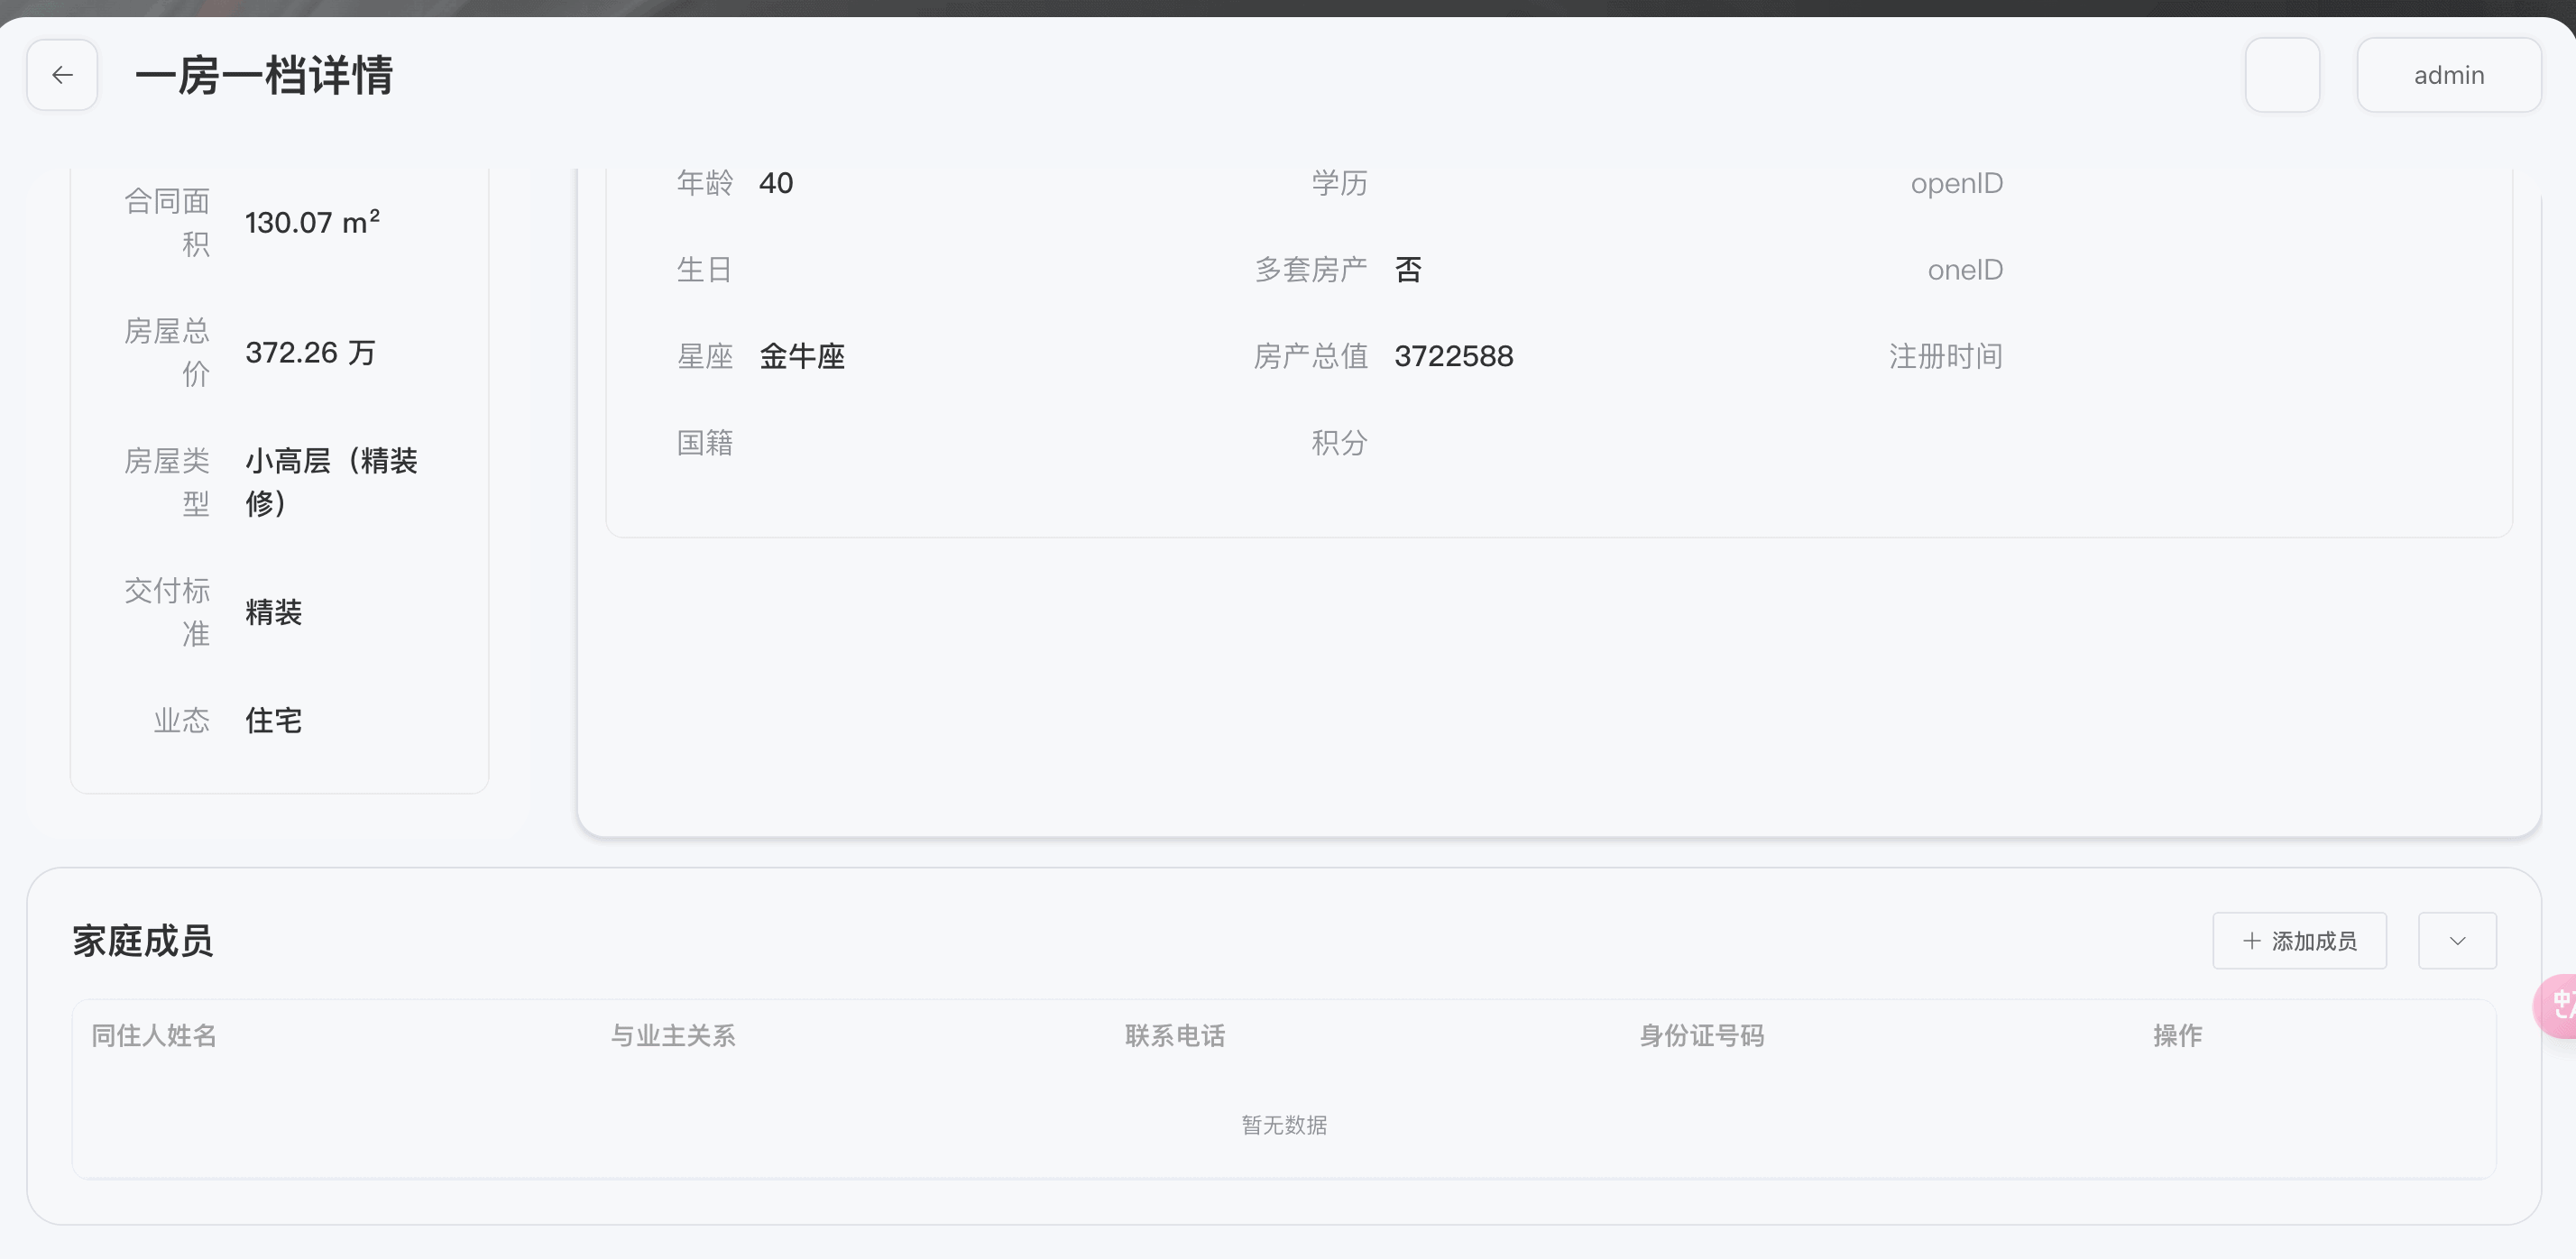 一房一档详情
admin
合同面
积
130.07 m²
房屋总
价
372.26 万
房屋类
型
小高层（精装
修）
交付标
准
精装
业态
住宅
年龄 40
学历
openID
生日
多套房产 否
oneID
星座 金牛座
房产总值 3722588
注册时间
国籍
积分
家庭成员
添加成员
同住人姓名
与业主关系
联系电话
身份证号码
操作
暂无数据